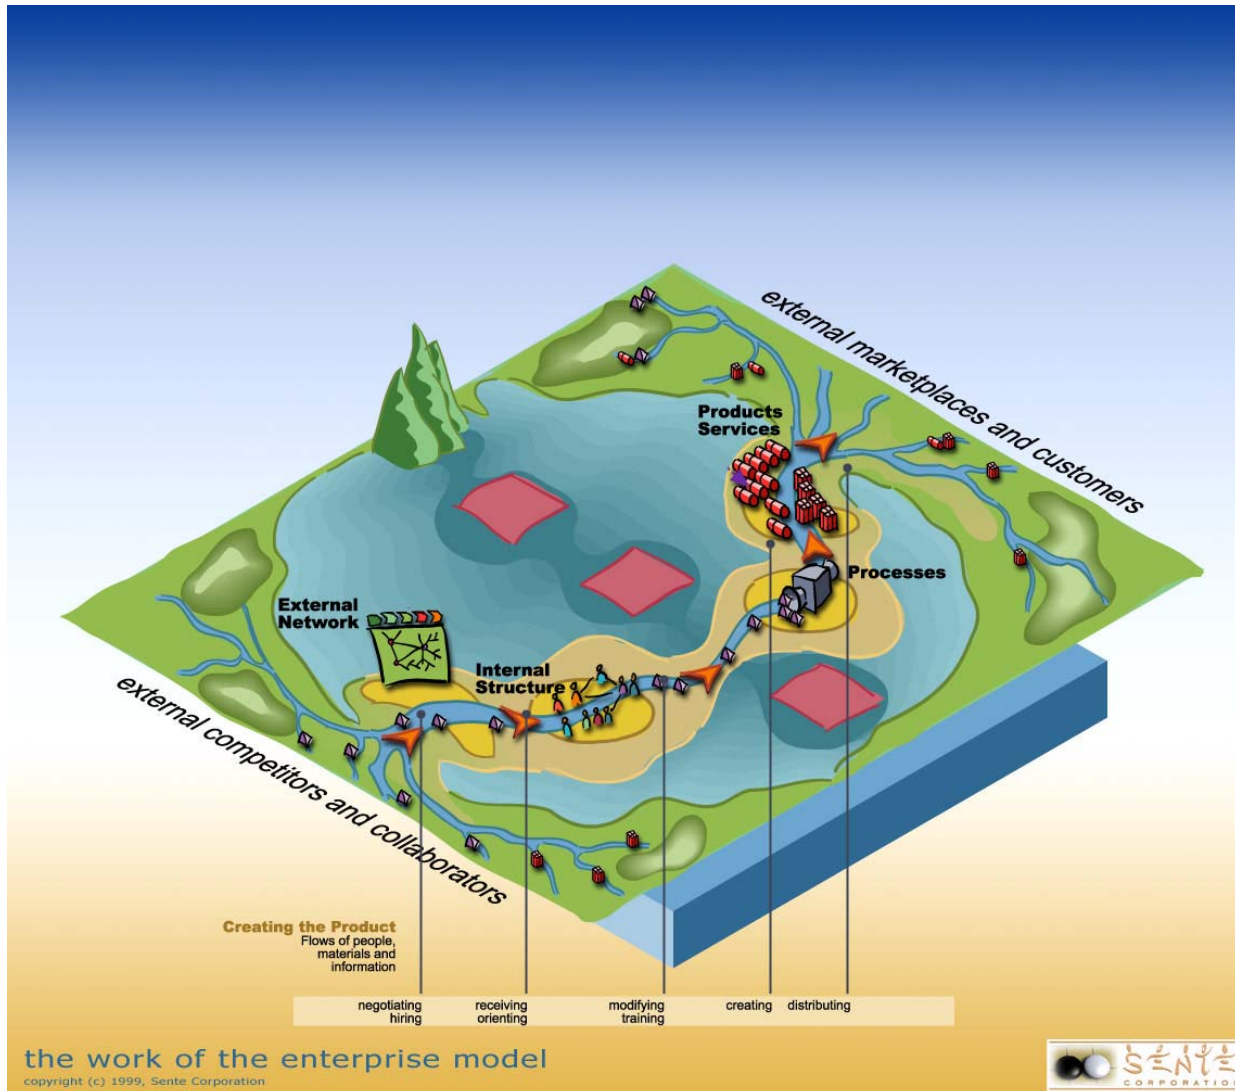 external marketplaces and customers
Products
Services
Processes
External
Network
Internal
Structure
external competitors and collaborators
Creating the Product
Flows of people,
materials and
information
negotiating
hiring
receiving
orienting
modifying
training
creating
distributing
the work of the enterprise model
copyright (c) 1999, Sente Corporation
SENTE
CORPORATION